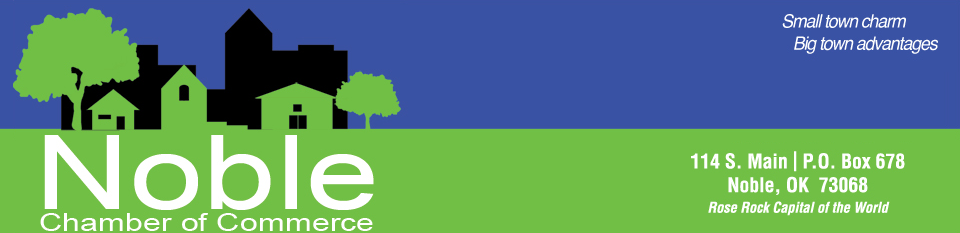 Small town charm
Big town advantages
Noble
Chamber of Commerce
114 S. Main | P.O. Box 678
Noble, OK 73068
Rose Rock Capital of the World